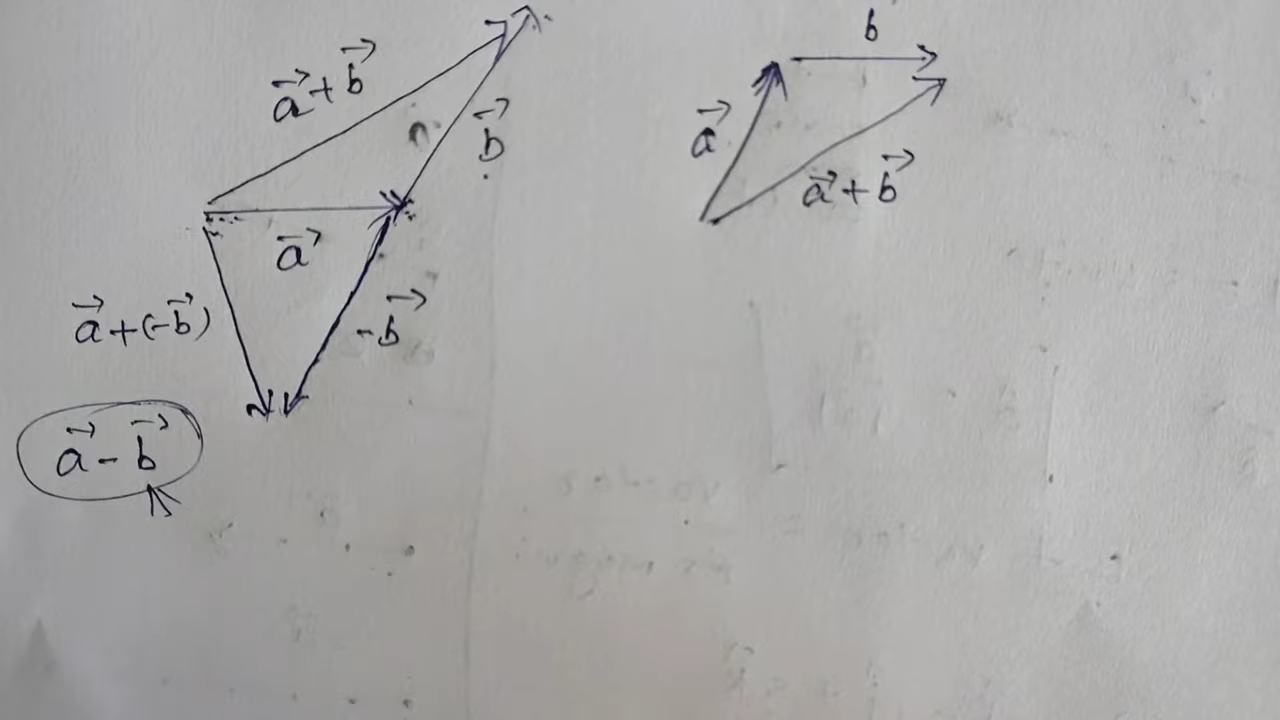 a⃗ + b⃗
b⃗
a⃗
a⃗ + (-b⃗)
-b⃗
a⃗ - b⃗
b
a⃗
a⃗ + b⃗